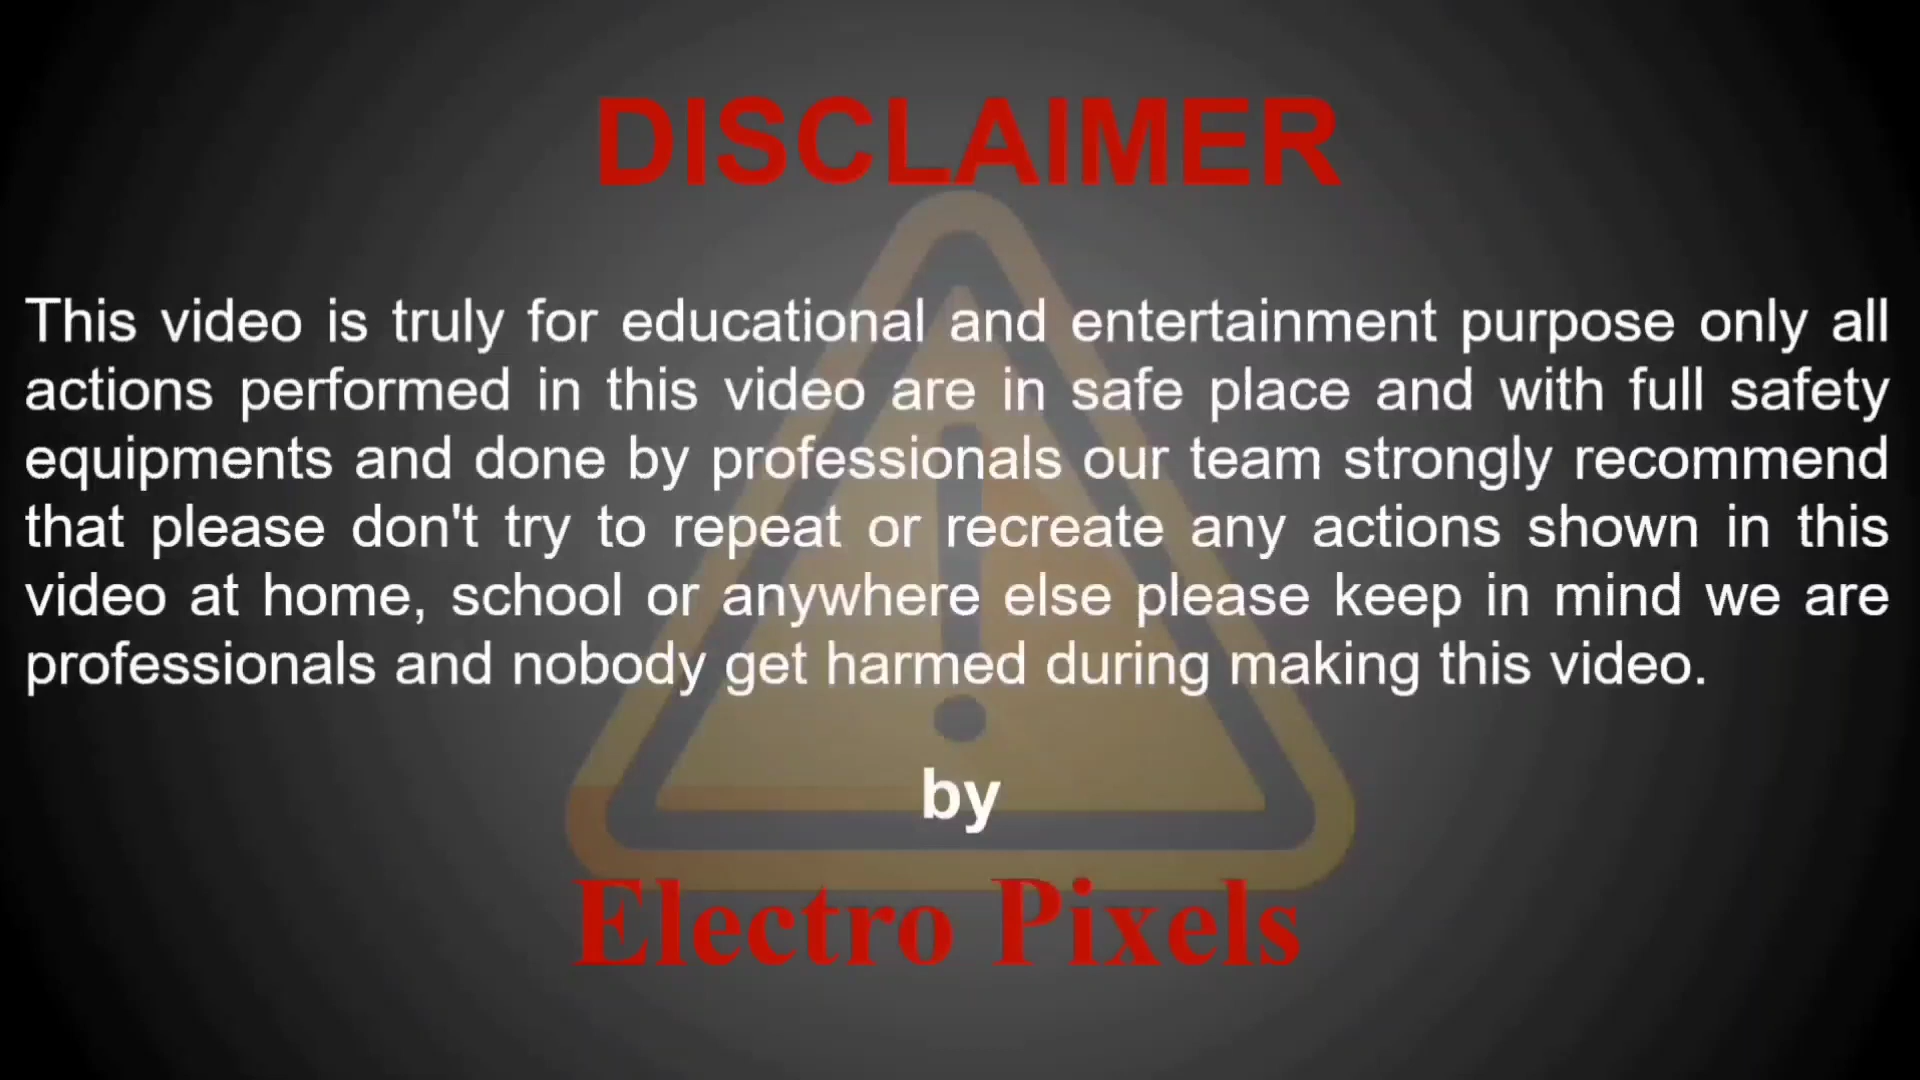 DISCLAIMER
This video is truly for educational and entertainment purpose only all
actions performed in this video are in safe place and with full safety
equipments and done by professionals our team strongly recommend
that please don't try to repeat or recreate any actions shown in this
video at home, school or anywhere else please keep in mind we are
professionals and nobody get harmed during making this video.
by
Electro Pixels